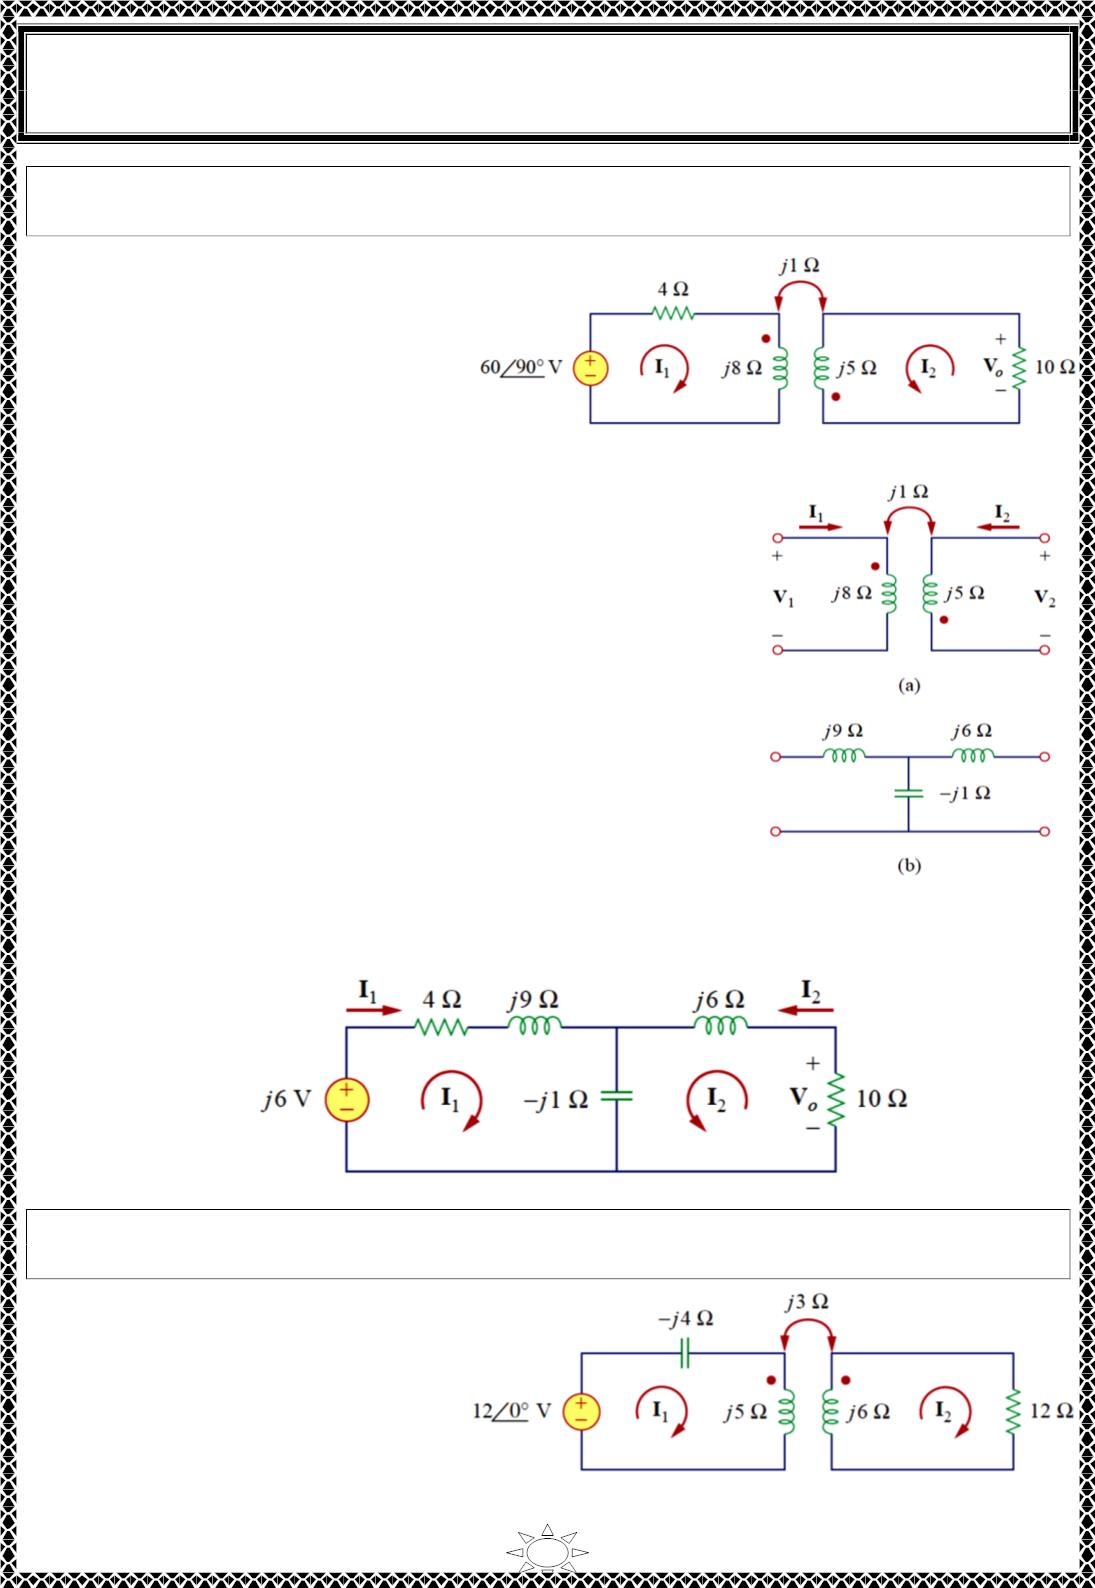 j1 Ω
4 Ω
60∠90° V
I₁
j8 Ω
j5 Ω
I₂
+
Vₒ
−
10 Ω
j1 Ω
I₁
I₂
+
+
V₁
j8 Ω
j5 Ω
V₂
−
−
(a)
j9 Ω
j6 Ω
−j1 Ω
(b)
I₁
4 Ω
j9 Ω
j6 Ω
I₂
j6 V
+
−
I₁
−j1 Ω
I₂
+
Vₒ
−
10 Ω
j3 Ω
−j4 Ω
12∠0° V
+
−
I₁
j5 Ω
j6 Ω
I₂
12 Ω